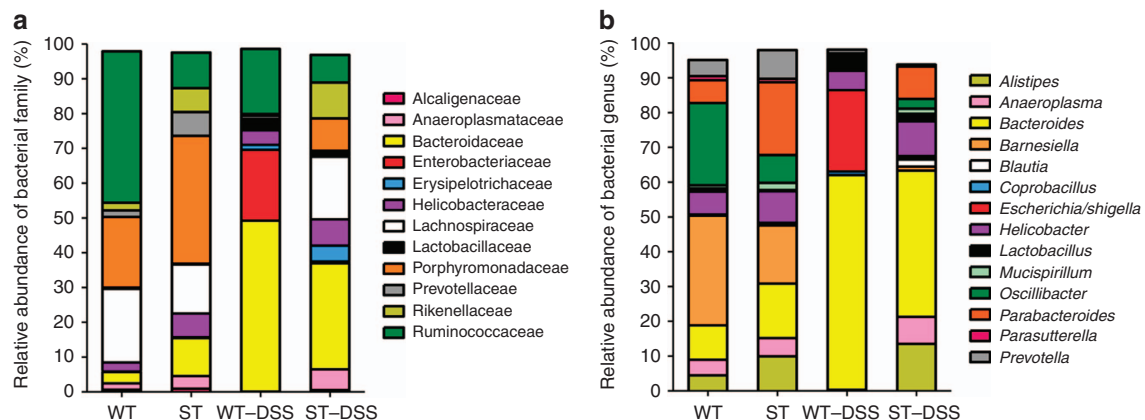 a
Relative abundance of bacterial family (%)
100
90
80
70
60
50
40
30
20
10
0
WT
ST
WT–DSS
ST–DSS
Alcaligenaceae
Anaeroplasmataceae
Bacteroidaceae
Enterobacteriaceae
Erysipelotrichaceae
Helicobacteraceae
Lachnospiraceae
Lactobacillaceae
Porphyromonadaceae
Prevotellaceae
Rikenellaceae
Ruminococcaceae
b
Relative abundance of bacterial genus (%)
100
90
80
70
60
50
40
30
20
10
0
WT
ST
WT–DSS
ST–DSS
Alistipes
Anaeroplasma
Bacteroides
Barnesiella
Blautia
Coprobacillus
Escherichia/shigella
Helicobacter
Lactobacillus
Mucispirillum
Oscillibacter
Parabacteroides
Parasutterella
Prevotella